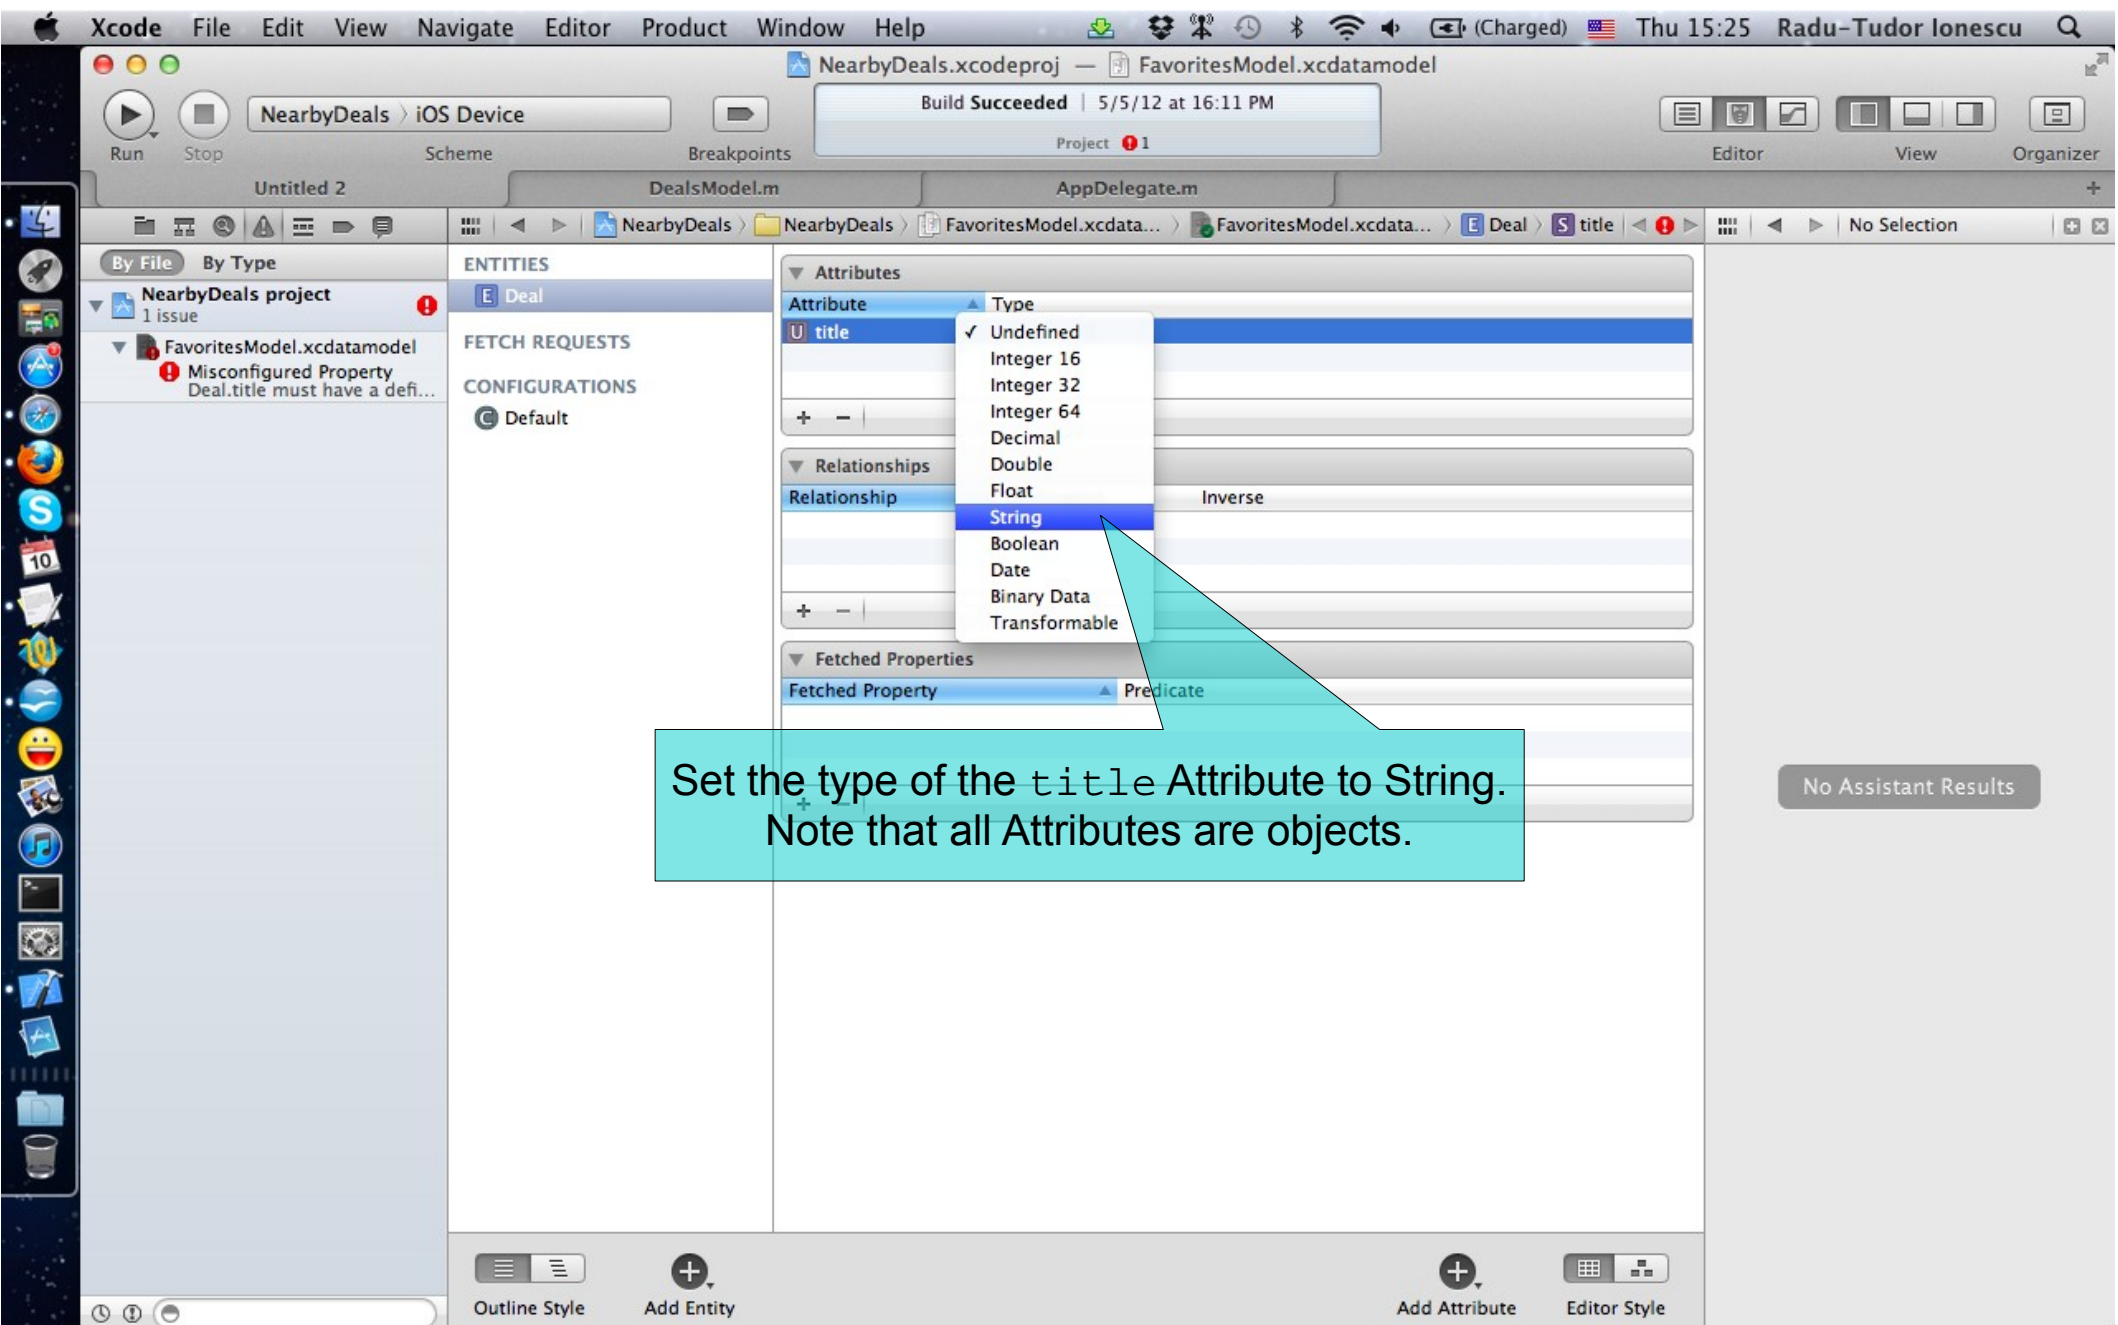 Xcode File Edit View Navigate Editor Product Window Help (Charged) Thu 15:25 Radu-Tudor Ionescu
NearbyDeals.xcodeproj — FavoritesModel.xcdatamodel
NearbyDeals 〉 iOS Device
Build Succeeded | 5/5/12 at 16:11 PM
Project 1
Run Stop Scheme Breakpoints Editor View Organizer
Untitled 2 DealsModel.m AppDelegate.m +
NearbyDeals 〉 NearbyDeals 〉 FavoritesModel.xcdata... 〉 FavoritesModel.xcdata... 〉 E Deal 〉 S title No Selection
By File By Type
NearbyDeals project
1 issue
FavoritesModel.xcdatamodel
Misconfigured Property
Deal.title must have a defi...
ENTITIES
E Deal
FETCH REQUESTS
CONFIGURATIONS
C Default
Attributes
Attribute Type
U title
✓ Undefined
Integer 16
Integer 32
Integer 64
Decimal
Double
Float
String
Boolean
Date
Binary Data
Transformable
+ −
Relationships
Relationship Inverse
+ −
Fetched Properties
Fetched Property Predicate
+ −
Set the type of the title Attribute to String.
Note that all Attributes are objects.
No Assistant Results
10
Outline Style Add Entity Add Attribute Editor Style